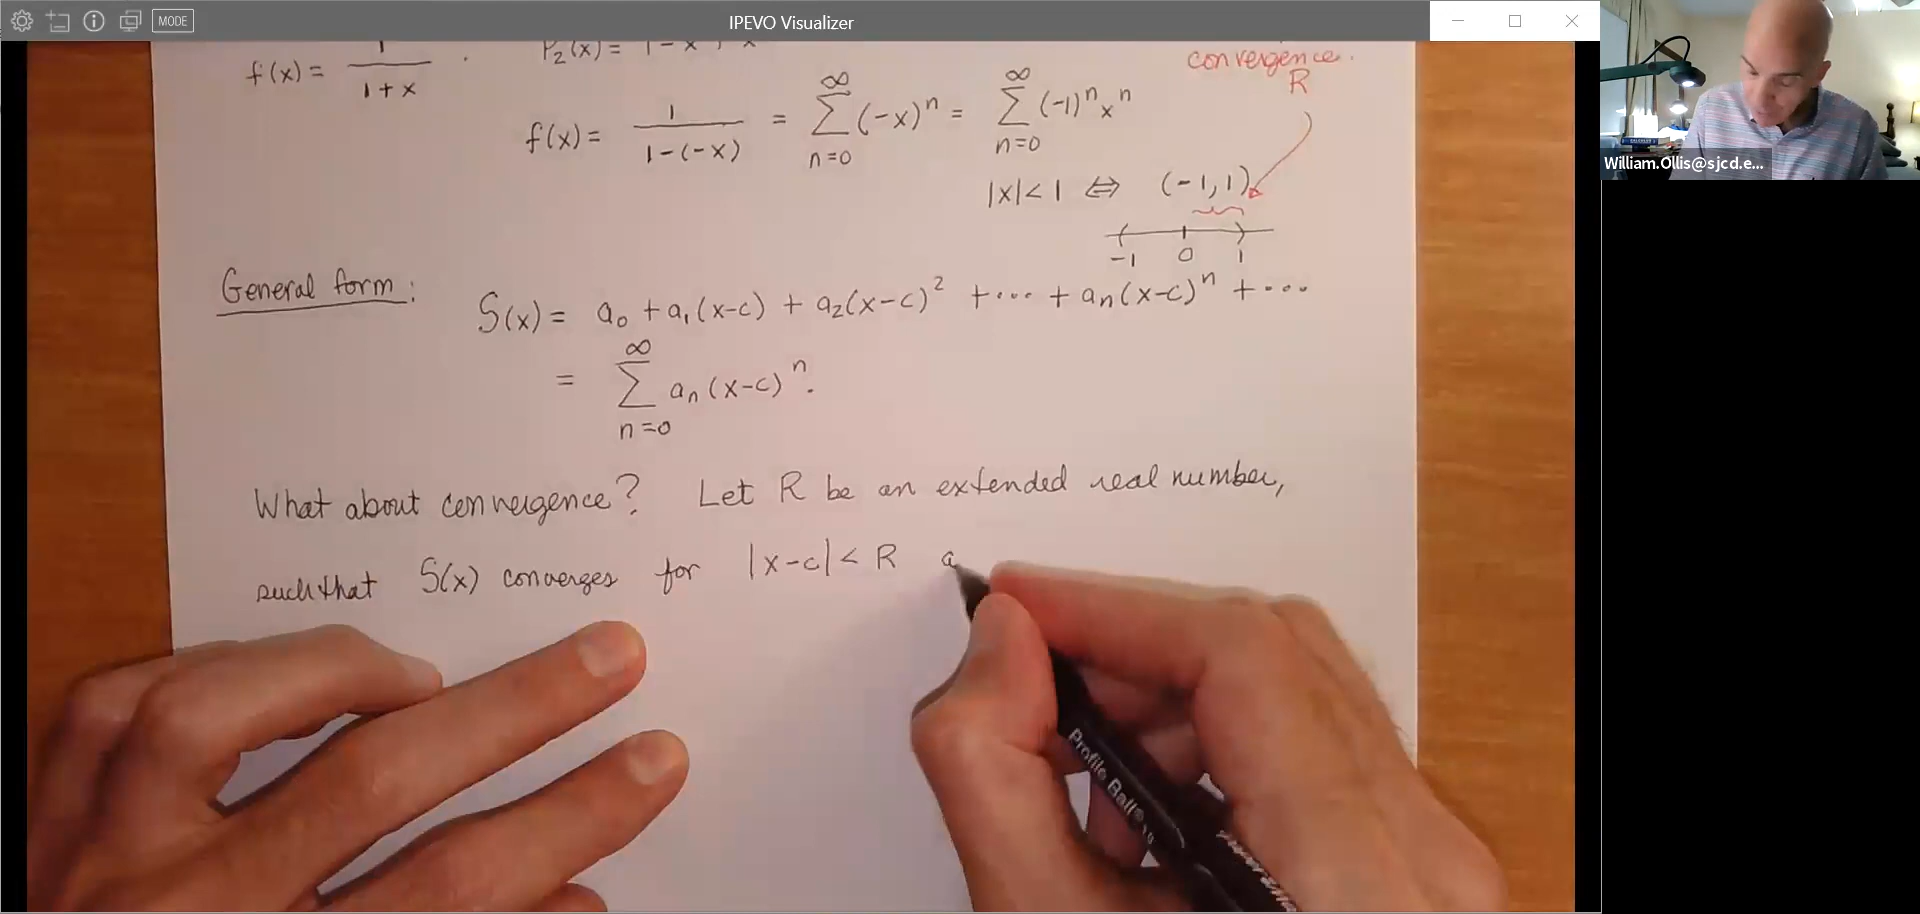 MODE
IPEVO Visualizer
f(x) = 1/(1+x) . P₂(x) = 1 - x + x
convergence.
R
f(x) = 1/(1-(-x)) = ∑_{n=0}^{∞} (-x)ⁿ = ∑_{n=0}^{∞} (-1)ⁿxⁿ
|x| < 1 ⇔ (-1, 1)
-1 0 1
General form:
S(x) = a₀ + a₁(x-c) + a₂(x-c)² + ··· + aₙ(x-c)ⁿ + ···
= ∑_{n=0}^{∞} aₙ(x-c)ⁿ.
What about convergence? Let R be an extended real number,
such that S(x) converges for |x-c| < R a
Profile Ball
William.Ollis@sjcd.e...